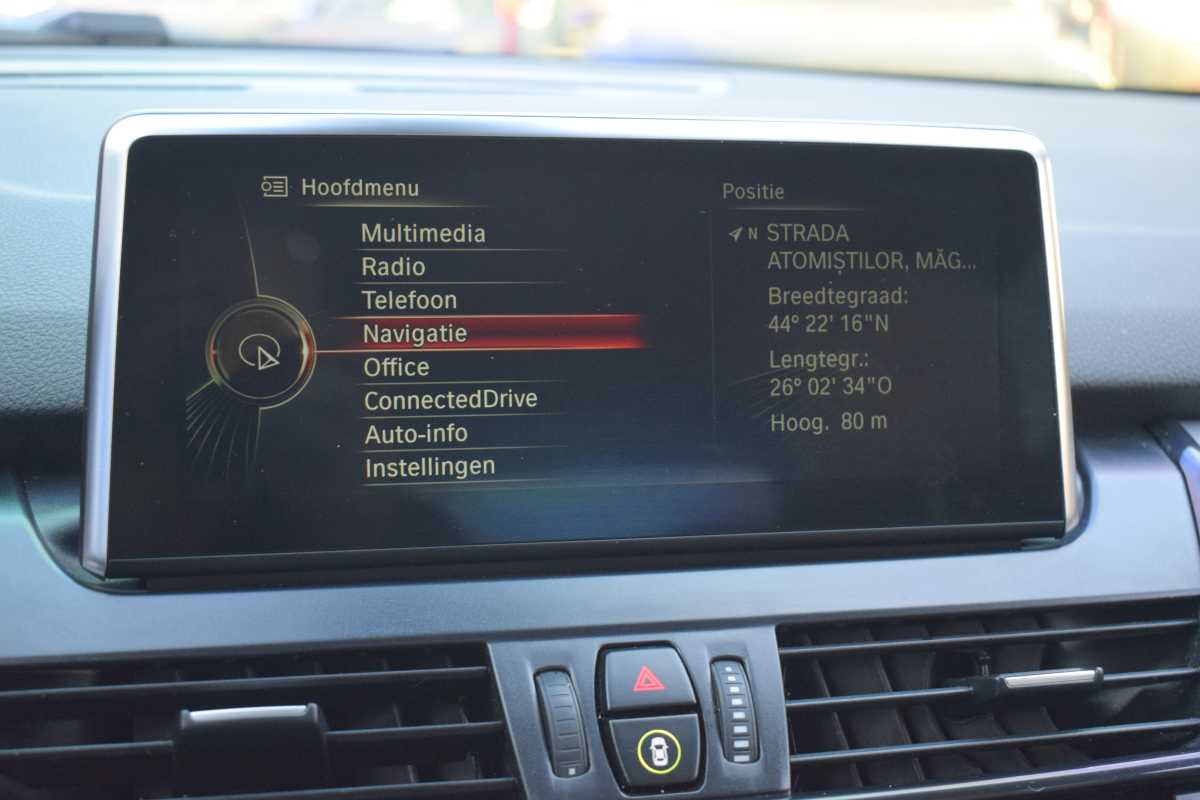 Hoofdmenu
Multimedia
Radio
Telefoon
Navigatie
Office
ConnectedDrive
Auto-info
Instellingen
Positie
N STRADA
ATOMIȘTILOR, MĂG...
Breedtegraad:
44° 22' 16"N
Lengtegr.:
26° 02' 34"O
Hoog. 80 m